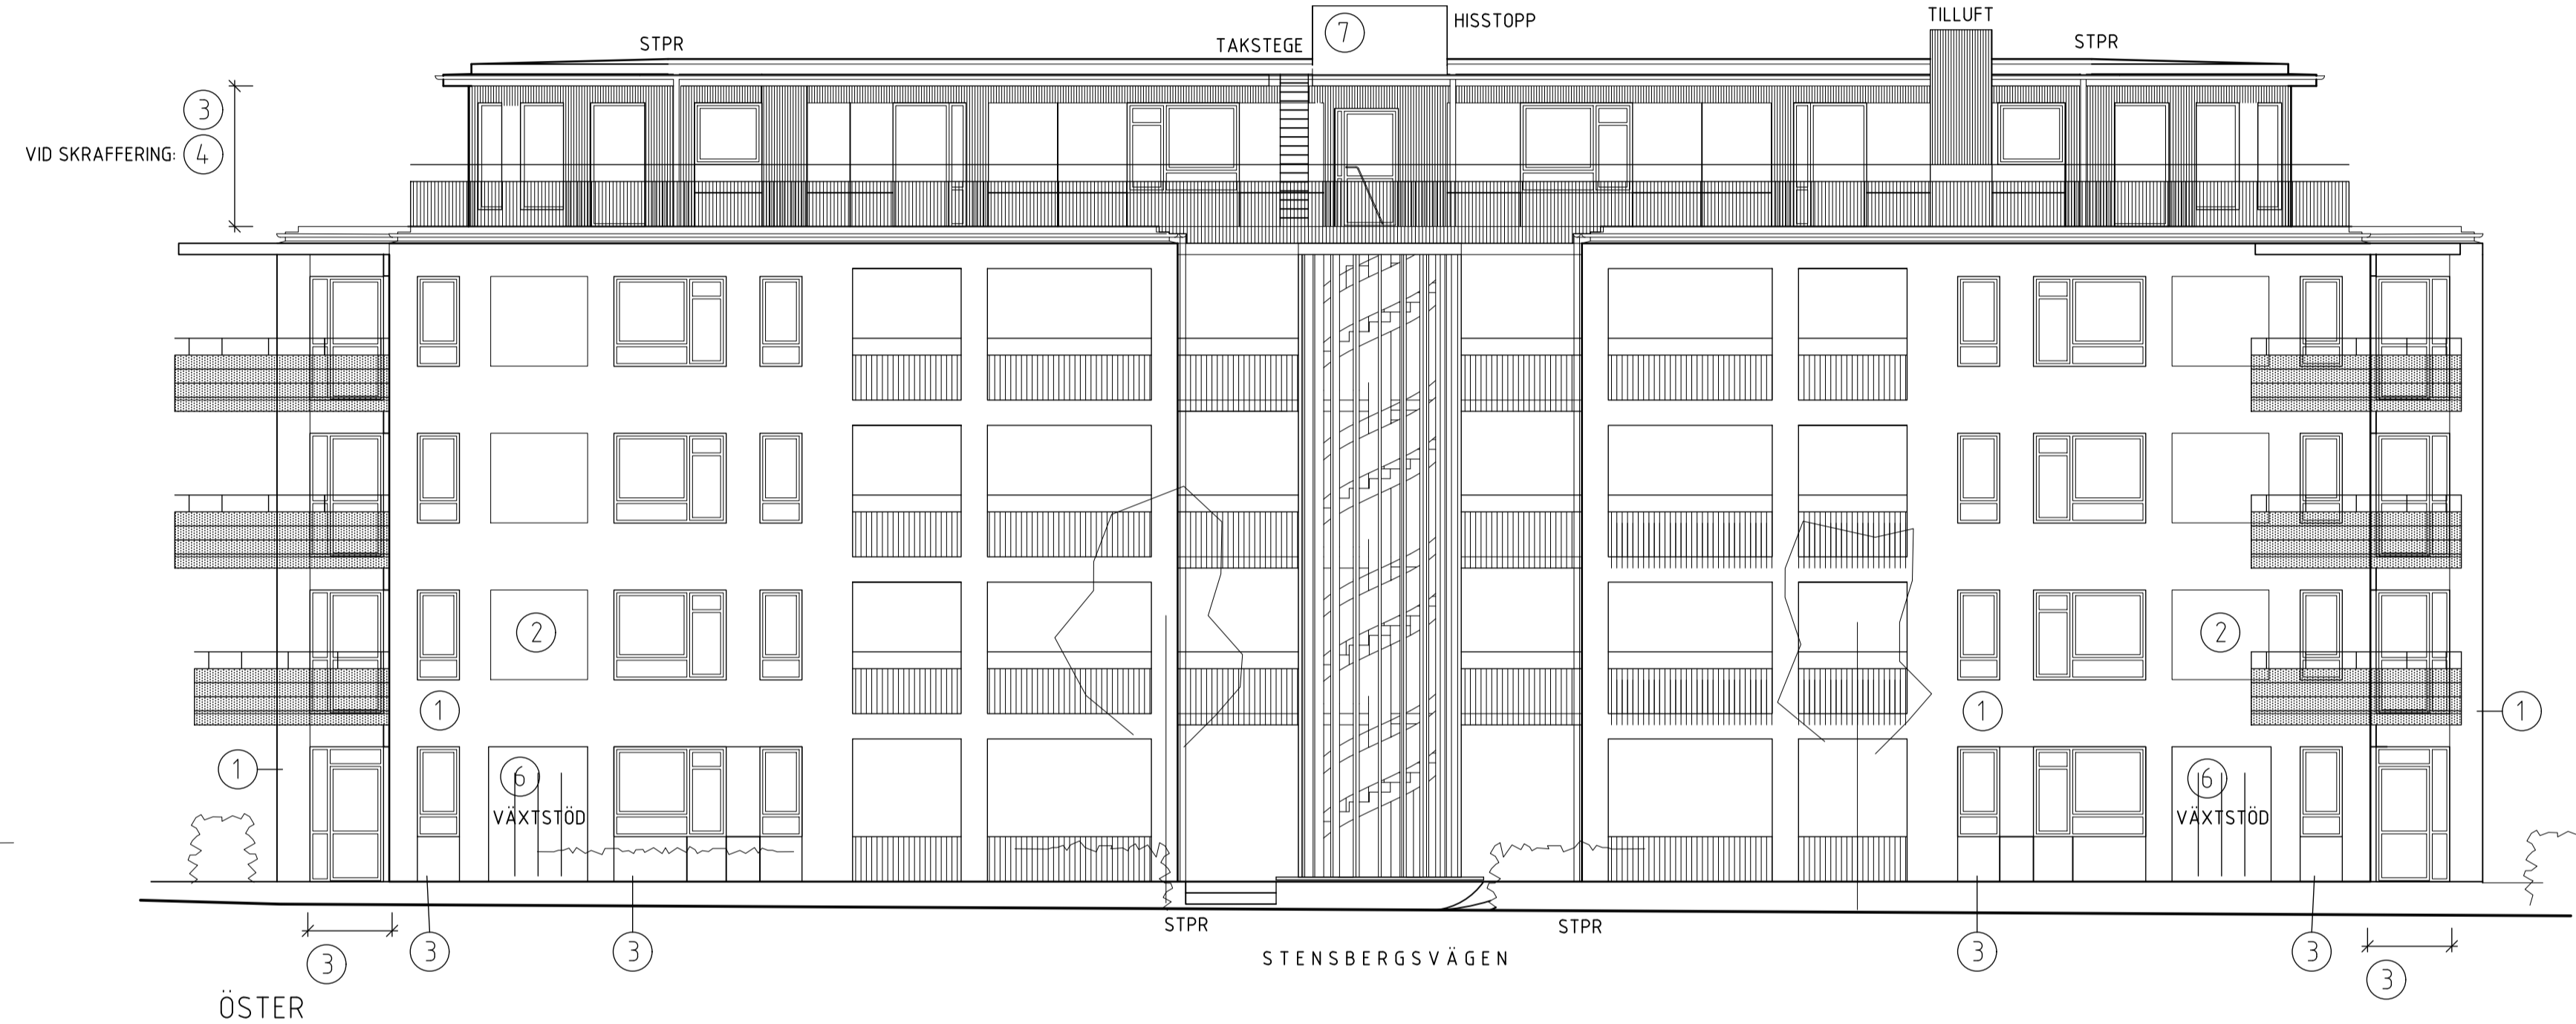 TILLUFT
7
HISSTOPP
STPR
TAKSTEGE
STPR
3
VID SKRAFFERING: 4
2
2
1
1
1
1
6
6
VÄXTSTÖD
VÄXTSTÖD
STPR
STPR
3
3
3
3
3
3
STENSBERGSVÄGEN
ÖSTER